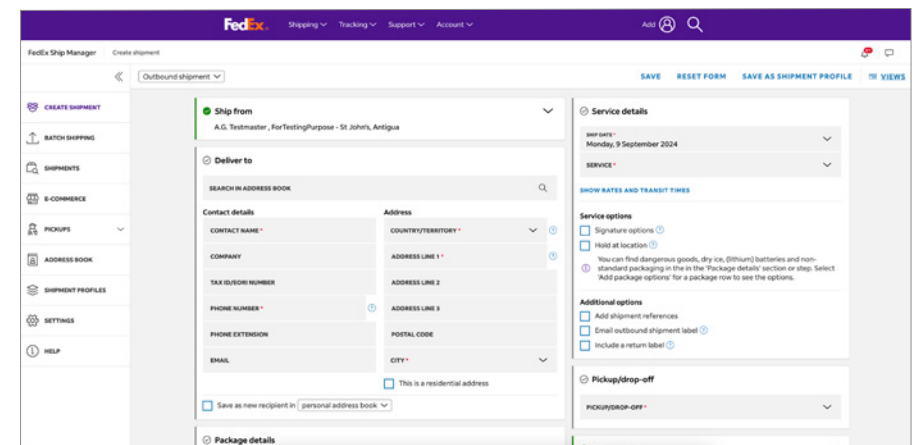 FedEx. Shipping Tracking Support Account Add
FedEx Ship Manager Create shipment
Outbound shipment SAVE RESET FORM SAVE AS SHIPMENT PROFILE VIEWS
CREATE SHIPMENT
BATCH SHIPPING
SHIPMENTS
E-COMMERCE
PICKUPS
ADDRESS BOOK
SHIPMENT PROFILES
SETTINGS
HELP
Ship from
A.G. Testmaster , ForTestingPurpose - St John's, Antigua
Deliver to
SEARCH IN ADDRESS BOOK
Contact details
CONTACT NAME *
COMPANY
TAX ID/EORI NUMBER
PHONE NUMBER *
PHONE EXTENSION
EMAIL
Address
COUNTRY/TERRITORY *
ADDRESS LINE 1 *
ADDRESS LINE 2
ADDRESS LINE 3
POSTAL CODE
CITY *
This is a residential address
Save as new recipient in personal address book
Package details
Service details
SHIP DATE *
Monday, 9 September 2024
SERVICE *
SHOW RATES AND TRANSIT TIMES
Service options
Signature options
Hold at location
You can find dangerous goods, dry ice, (lithium) batteries and non-
standard packaging in the in the 'Package details' section or step. Select
'Add package options' for a package row to see the options.
Additional options
Add shipment references
Email outbound shipment label
Include a return label
Pickup/drop-off
PICKUP/DROP-OFF *